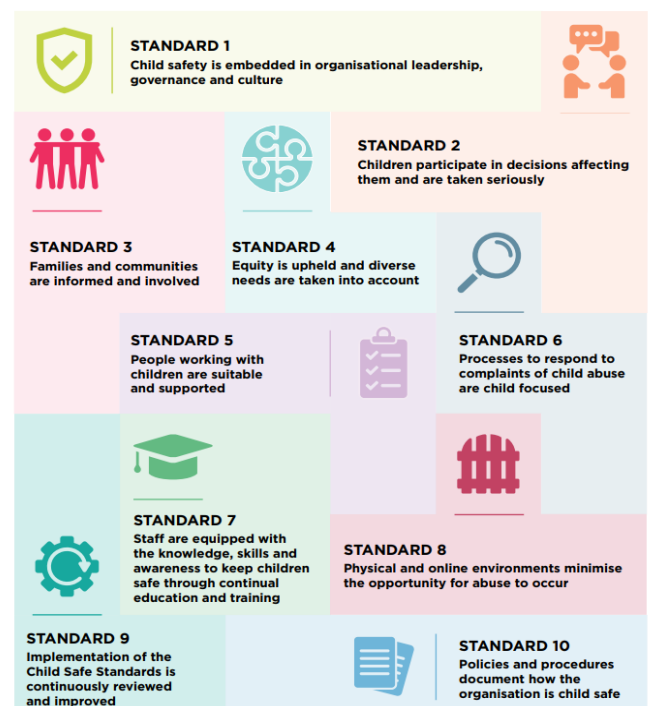 STANDARD 1
Child safety is embedded in organisational leadership,
governance and culture
STANDARD 2
Children participate in decisions affecting
them and are taken seriously
STANDARD 3
Families and communities
are informed and involved
STANDARD 4
Equity is upheld and diverse
needs are taken into account
STANDARD 5
People working with
children are suitable
and supported
STANDARD 6
Processes to respond to
complaints of child abuse
are child focused
STANDARD 7
Staff are equipped with
the knowledge, skills and
awareness to keep children
safe through continual
education and training
STANDARD 8
Physical and online environments minimise
the opportunity for abuse to occur
STANDARD 9
Implementation of the
Child Safe Standards is
continuously reviewed
and improved
STANDARD 10
Policies and procedures
document how the
organisation is child safe